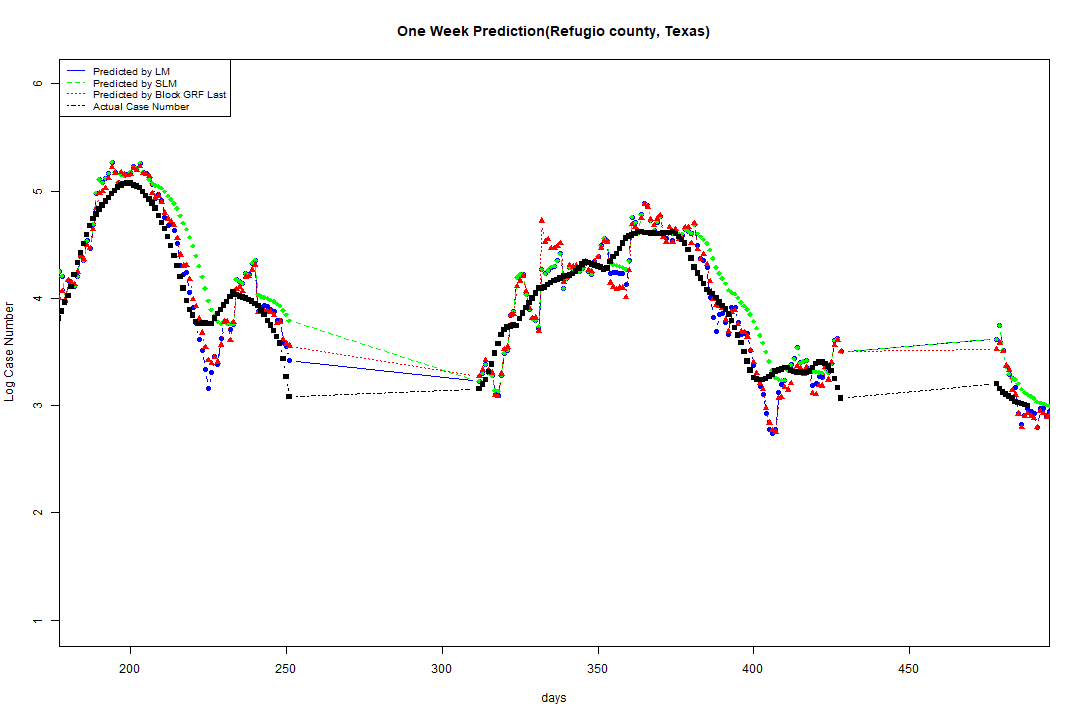 One Week Prediction(Refugio county, Texas)
Predicted by LM
Predicted by SLM
Predicted by Block GRF Last
Actual Case Number
Log Case Number
6
5
4
3
2
1
200 250 300 350 400 450
days